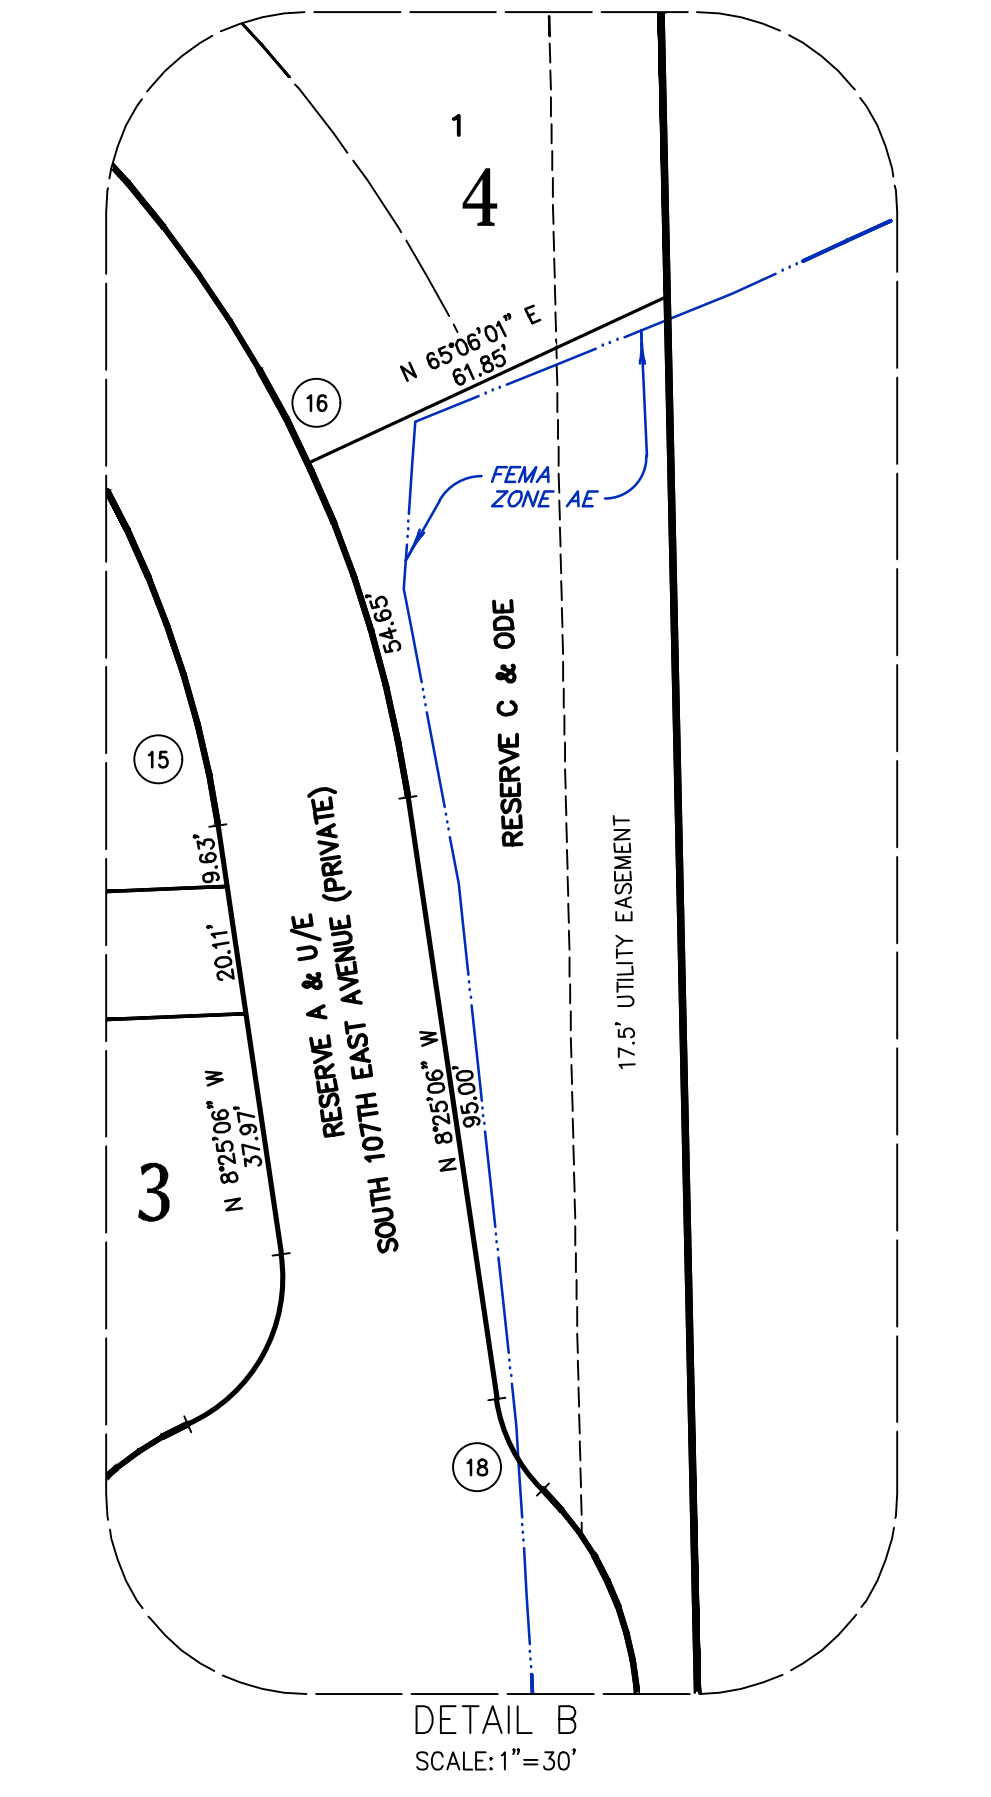 1
4
N 65°06'01" E
61.85'
16
FEMA
ZONE AE
54.65'
RESERVE C & ODE
15
9.63'
20.11'
RESERVE A & U/E
SOUTH 107TH EAST AVENUE (PRIVATE)
17.5' UTILITY EASEMENT
N 8°25'06" W
95.00'
N 8°25'06" W
37.97'
3
18
DETAIL B
SCALE: 1"=30'